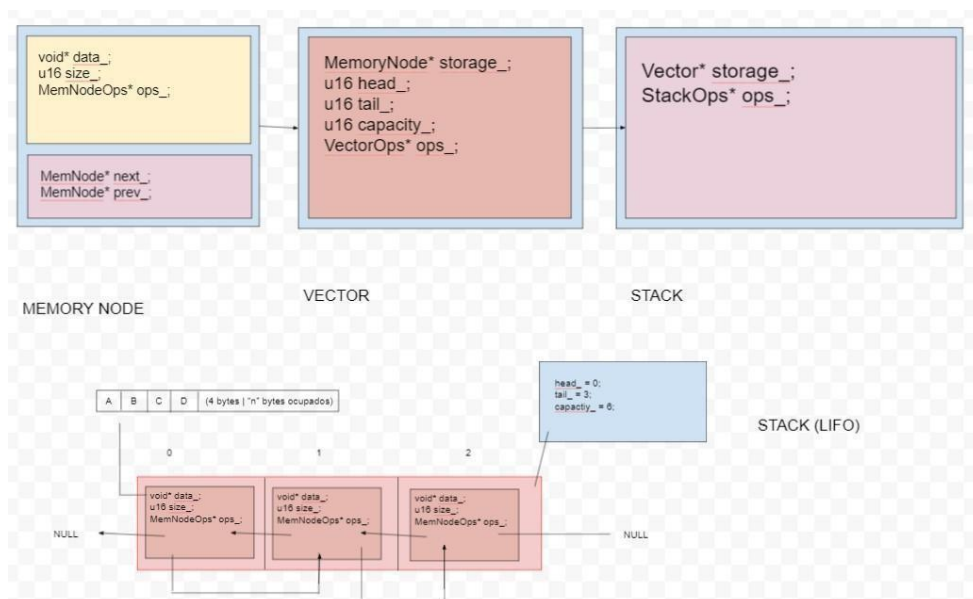 void* data_;
u16 size_;
MemNodeOps* ops_;
MemNode* next_;
MemNode* prev_;
MemoryNode* storage_;
u16 head_;
u16 tail_;
u16 capacity_;
VectorOps* ops_;
Vector* storage_;
StackOps* ops_;
MEMORY NODE
VECTOR
STACK
A B C D (4 bytes | "n" bytes ocupados)
head_ = 0;
tail_ = 3;
capactiy_ = 6;
STACK (LIFO)
0 1 2
void* data_;
u16 size_;
MemNodeOps* ops_;
void* data_;
u16 size_;
MemNodeOps* ops_;
void* data_;
u16 size_;
MemNodeOps* ops_;
NULL
NULL